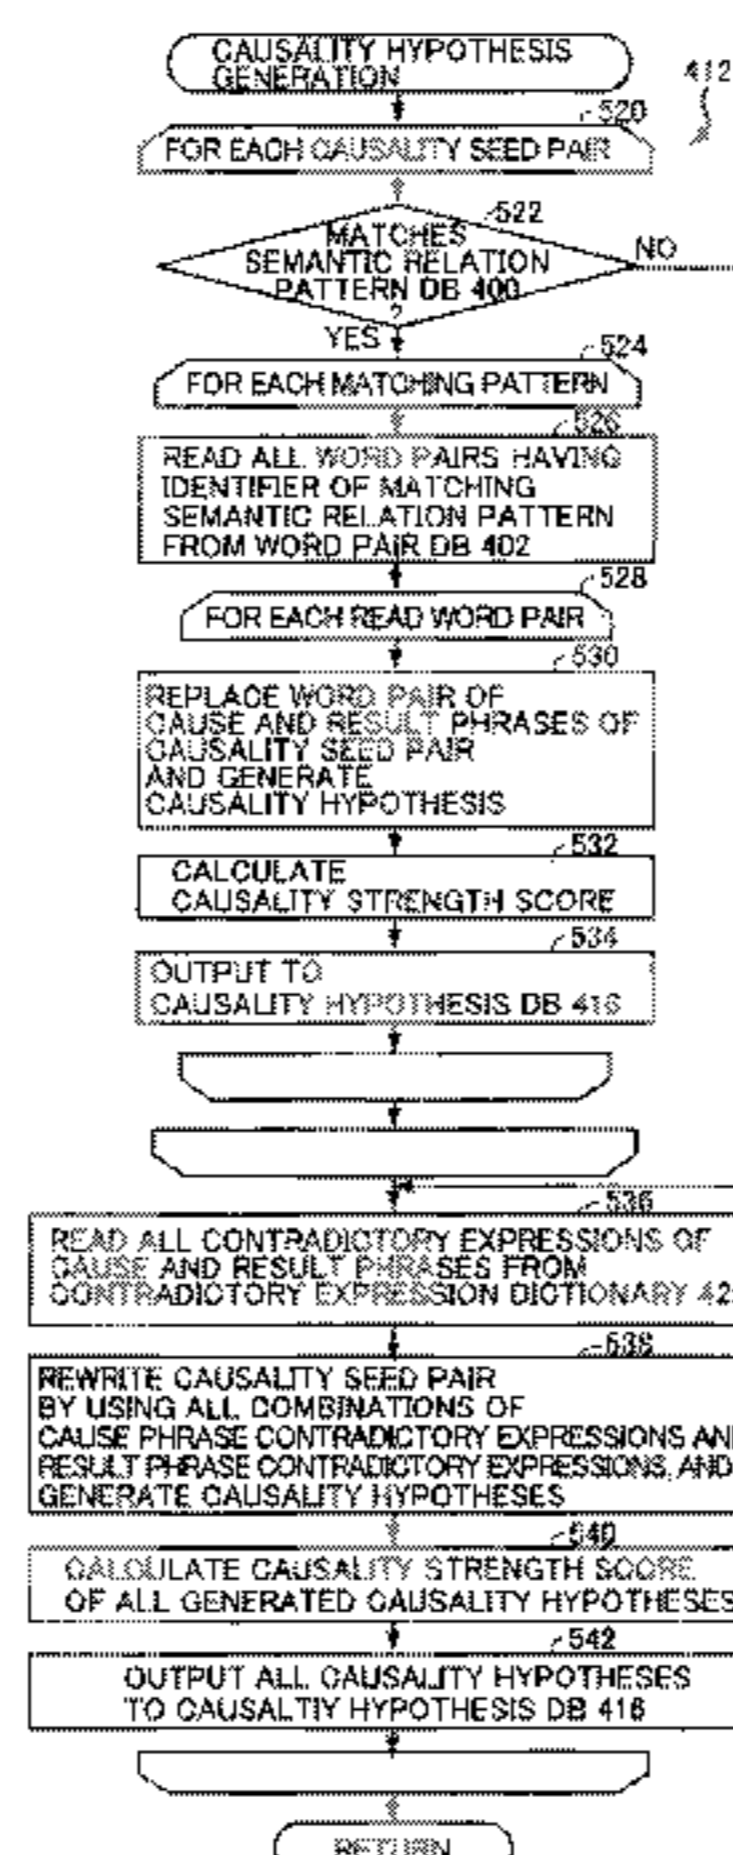 CAUSALITY HYPOTHESIS
GENERATION
412
520
FOR EACH CAUSALITY SEED PAIR
522
MATCHES
SEMANTIC RELATION
PATTERN DB 400
?
NO
YES
524
FOR EACH MATCHING PATTERN
526
READ ALL WORD PAIRS HAVING
IDENTIFIER OF MATCHING
SEMANTIC RELATION PATTERN
FROM WORD PAIR DB 402
528
FOR EACH READ WORD PAIR
530
REPLACE WORD PAIR OF
CAUSE AND RESULT PHRASES OF
CAUSALITY SEED PAIR
AND GENERATE
CAUSALITY HYPOTHESIS
532
CALCULATE
CAUSALITY STRENGTH SCORE
534
OUTPUT TO
CAUSALITY HYPOTHESIS DB 416
536
READ ALL CONTRADICTORY EXPRESSIONS OF
CAUSE AND RESULT PHRASES FROM
CONTRADICTORY EXPRESSION DICTIONARY
538
REWRITE CAUSALITY SEED PAIR
BY USING ALL COMBINATIONS OF
CAUSE PHRASE CONTRADICTORY EXPRESSIONS AND
RESULT PHRASE CONTRADICTORY EXPRESSIONS, AND
GENERATE CAUSALITY HYPOTHESES
540
CALCULATE CAUSALITY STRENGTH SCORE
OF ALL GENERATED CAUSALITY HYPOTHESES
542
OUTPUT ALL CAUSALITY HYPOTHESES
TO CAUSALTIY HYPOTHESIS DB 416
RETURN